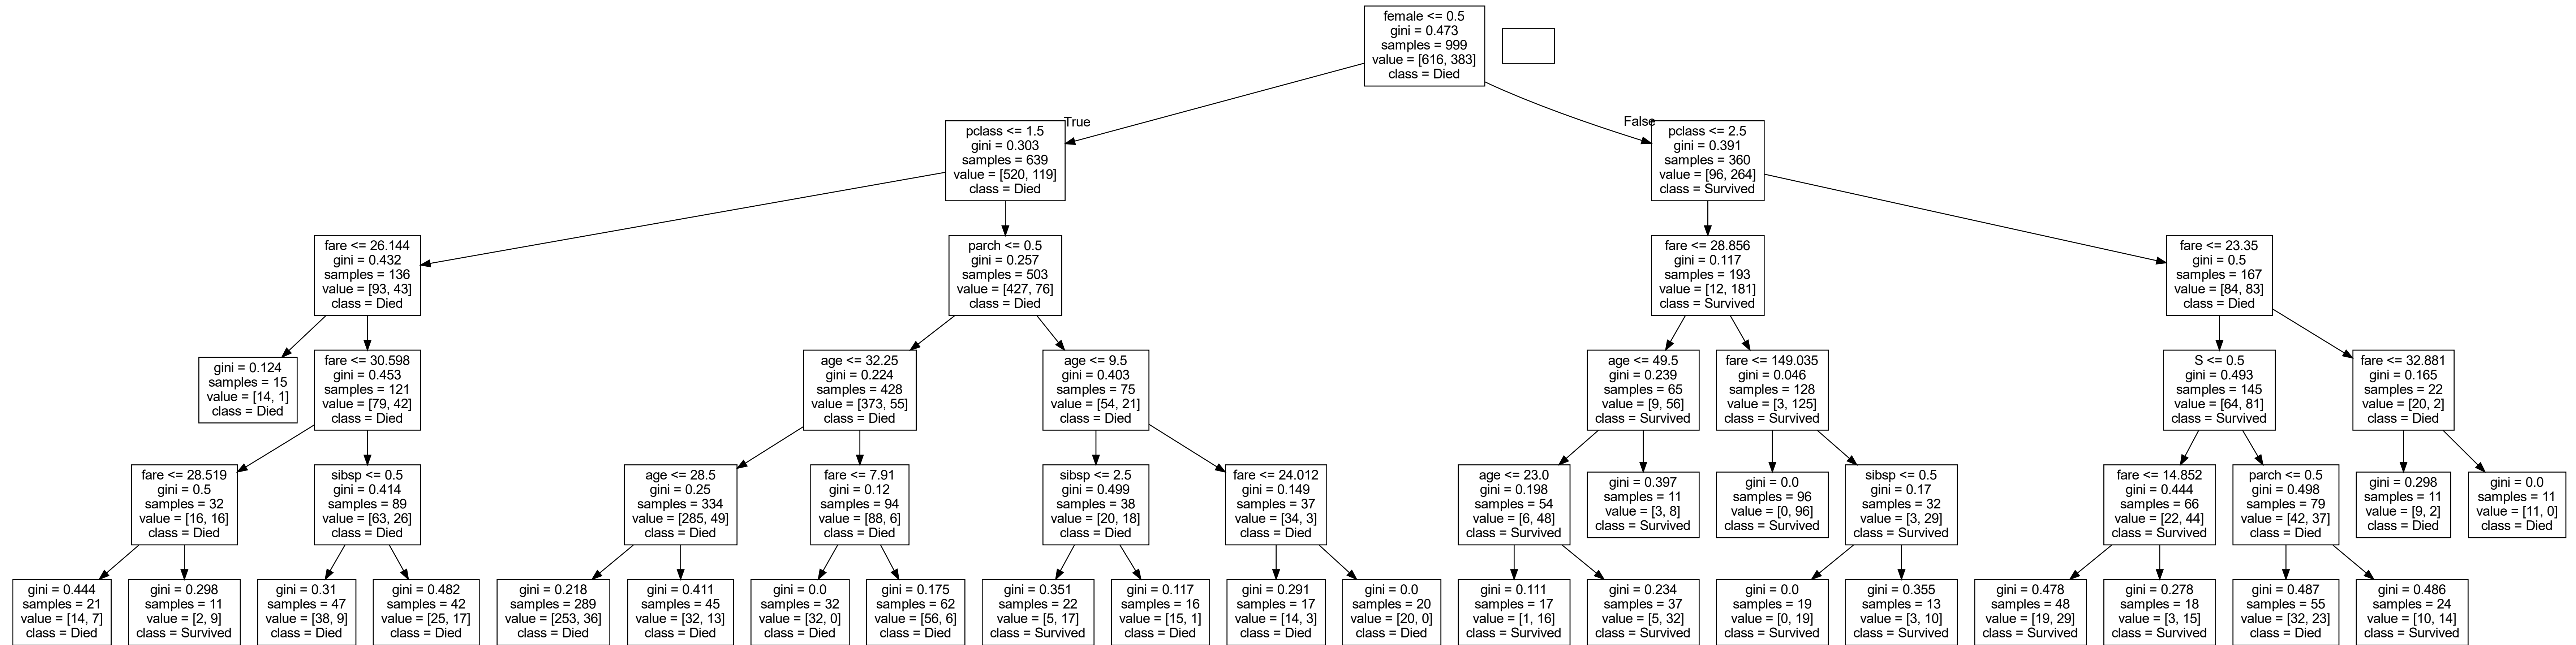 female <= 0.5
gini = 0.473
samples = 999
value = [616, 383]
class = Died
True
False
pclass <= 1.5
gini = 0.303
samples = 639
value = [520, 119]
class = Died
pclass <= 2.5
gini = 0.391
samples = 360
value = [96, 264]
class = Survived
fare <= 26.144
gini = 0.432
samples = 136
value = [93, 43]
class = Died
parch <= 0.5
gini = 0.257
samples = 503
value = [427, 76]
class = Died
fare <= 28.856
gini = 0.117
samples = 193
value = [12, 181]
class = Survived
fare <= 23.35
gini = 0.5
samples = 167
value = [84, 83]
class = Died
gini = 0.124
samples = 15
value = [14, 1]
class = Died
fare <= 30.598
gini = 0.453
samples = 121
value = [79, 42]
class = Died
age <= 32.25
gini = 0.224
samples = 428
value = [373, 55]
class = Died
age <= 9.5
gini = 0.403
samples = 75
value = [54, 21]
class = Died
age <= 49.5
gini = 0.239
samples = 65
value = [9, 56]
class = Survived
fare <= 149.035
gini = 0.046
samples = 128
value = [3, 125]
class = Survived
S <= 0.5
gini = 0.493
samples = 145
value = [64, 81]
class = Survived
fare <= 32.881
gini = 0.165
samples = 22
value = [20, 2]
class = Died
fare <= 28.519
gini = 0.5
samples = 32
value = [16, 16]
class = Died
sibsp <= 0.5
gini = 0.414
samples = 89
value = [63, 26]
class = Died
age <= 28.5
gini = 0.25
samples = 334
value = [285, 49]
class = Died
fare <= 7.91
gini = 0.12
samples = 94
value = [88, 6]
class = Died
sibsp <= 2.5
gini = 0.499
samples = 38
value = [20, 18]
class = Died
fare <= 24.012
gini = 0.149
samples = 37
value = [34, 3]
class = Died
age <= 23.0
gini = 0.198
samples = 54
value = [6, 48]
class = Survived
gini = 0.397
samples = 11
value = [3, 8]
class = Survived
gini = 0.0
samples = 96
value = [0, 96]
class = Survived
sibsp <= 0.5
gini = 0.17
samples = 32
value = [3, 29]
class = Survived
fare <= 14.852
gini = 0.444
samples = 66
value = [22, 44]
class = Survived
parch <= 0.5
gini = 0.498
samples = 79
value = [42, 37]
class = Died
gini = 0.298
samples = 11
value = [9, 2]
class = Died
gini = 0.0
samples = 11
value = [11, 0]
class = Died
gini = 0.444
samples = 21
value = [14, 7]
class = Died
gini = 0.298
samples = 11
value = [2, 9]
class = Survived
gini = 0.31
samples = 47
value = [38, 9]
class = Died
gini = 0.482
samples = 42
value = [25, 17]
class = Died
gini = 0.218
samples = 289
value = [253, 36]
class = Died
gini = 0.411
samples = 45
value = [32, 13]
class = Died
gini = 0.0
samples = 32
value = [32, 0]
class = Died
gini = 0.175
samples = 62
value = [56, 6]
class = Died
gini = 0.351
samples = 22
value = [5, 17]
class = Survived
gini = 0.117
samples = 16
value = [15, 1]
class = Died
gini = 0.291
samples = 17
value = [14, 3]
class = Died
gini = 0.0
samples = 20
value = [20, 0]
class = Died
gini = 0.111
samples = 17
value = [1, 16]
class = Survived
gini = 0.234
samples = 37
value = [5, 32]
class = Survived
gini = 0.0
samples = 19
value = [0, 19]
class = Survived
gini = 0.355
samples = 13
value = [3, 10]
class = Survived
gini = 0.478
samples = 48
value = [19, 29]
class = Survived
gini = 0.278
samples = 18
value = [3, 15]
class = Survived
gini = 0.487
samples = 55
value = [32, 23]
class = Died
gini = 0.486
samples = 24
value = [10, 14]
class = Survived